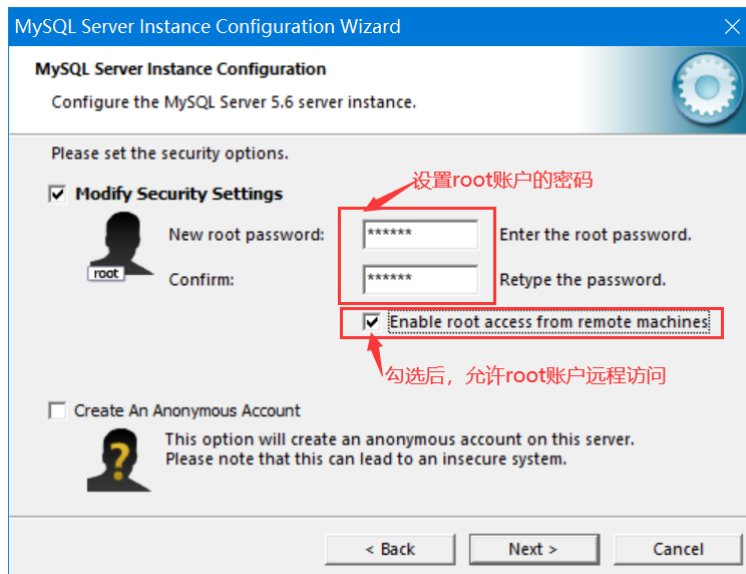 MySQL Server Instance Configuration Wizard
MySQL Server Instance Configuration
Configure the MySQL Server 5.6 server instance.
Please set the security options.
设置root账户的密码
Modify Security Settings
New root password:
******
Enter the root password.
root
Confirm:
******
Retype the password.
Enable root access from remote machines
勾选后，允许root账户远程访问
Create An Anonymous Account
This option will create an anonymous account on this server.
Please note that this can lead to an insecure system.
< Back
Next >
Cancel